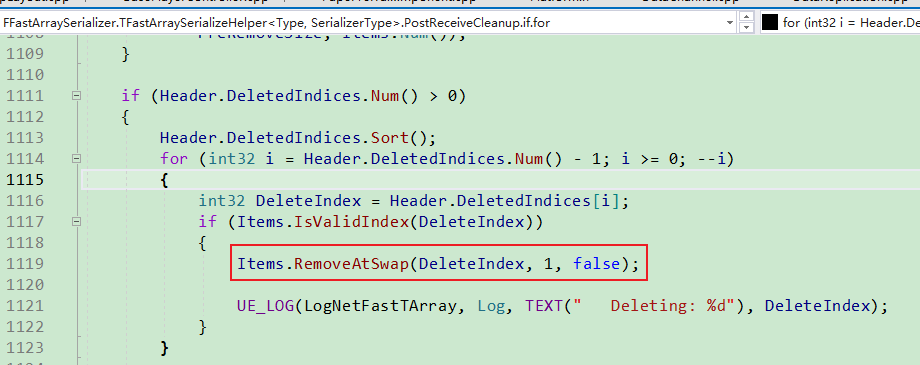 FFastArraySerializer.TFastArraySerializeHelper<Type, SerializerType>.PostReceiveCleanup.if.for
for (int32 i = Header.De
1109 }
1110
1111 if (Header.DeletedIndices.Num() > 0)
1112 {
1113 Header.DeletedIndices.Sort();
1114 for (int32 i = Header.DeletedIndices.Num() - 1; i >= 0; --i)
1115 {
1116 int32 DeleteIndex = Header.DeletedIndices[i];
1117 if (Items.IsValidIndex(DeleteIndex))
1118 {
1119 Items.RemoveAtSwap(DeleteIndex, 1, false);
1120
1121 UE_LOG(LogNetFastTArray, Log, TEXT("   Deleting: %d"), DeleteIndex);
1122 }
1123 }